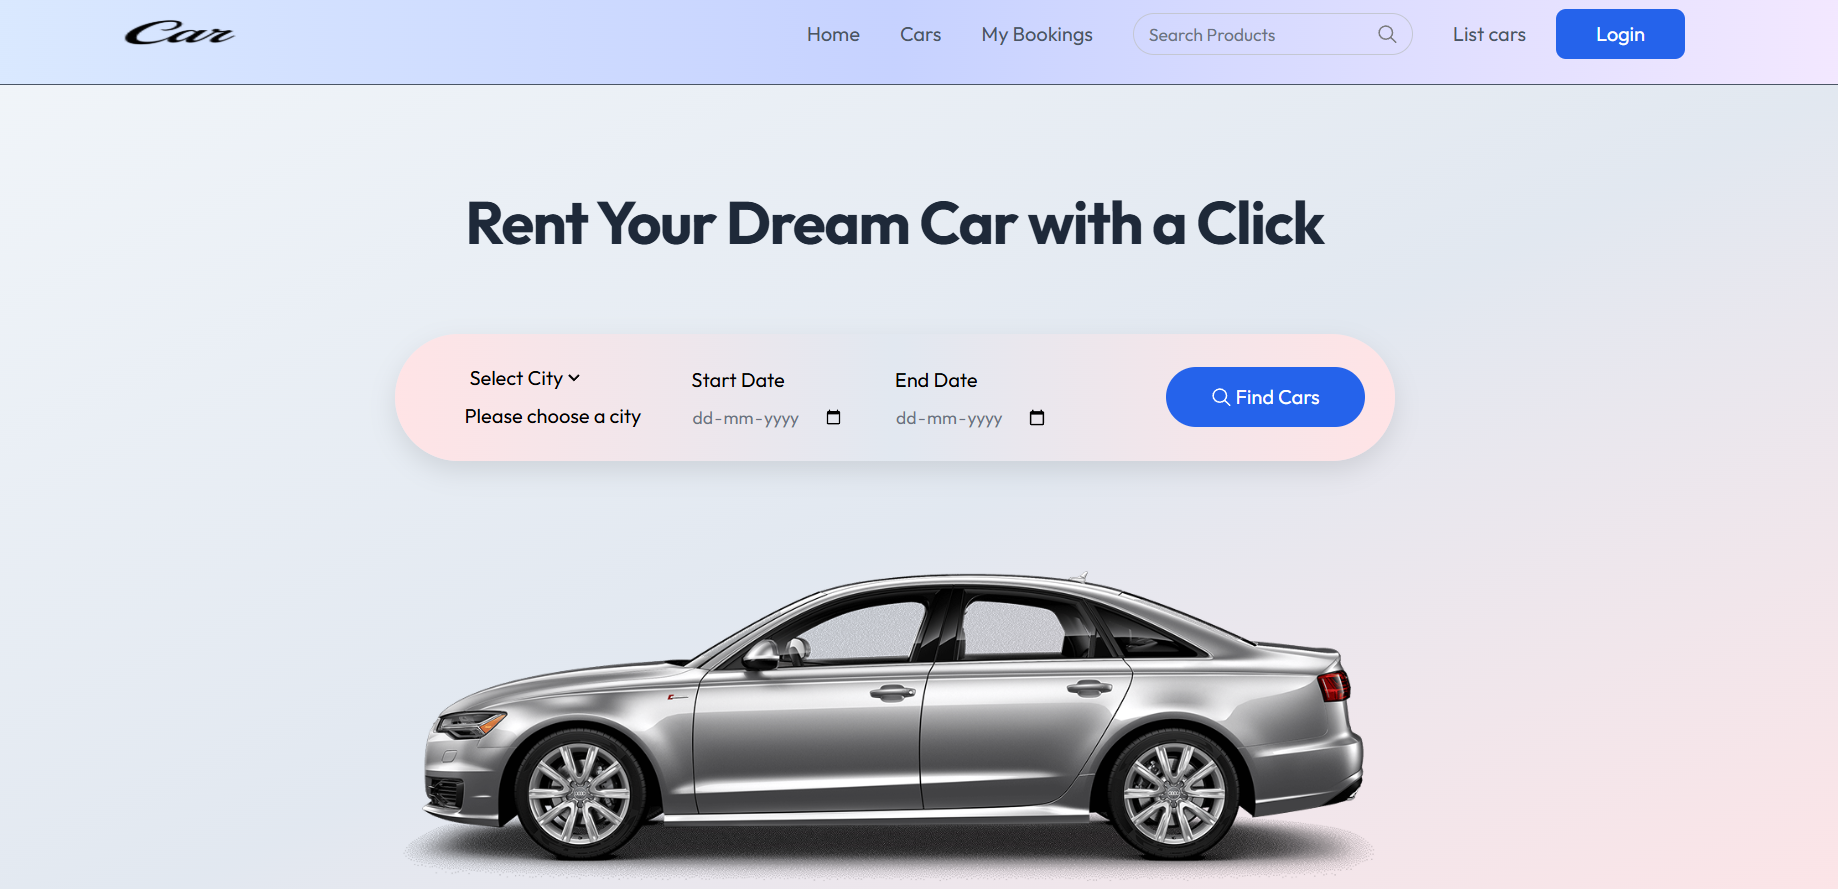 Car
Home Cars My Bookings Search Products List cars Login
Rent Your Dream Car with a Click
Select City Start Date End Date
Find Cars
Please choose a city dd-mm-yyyy dd-mm-yyyy